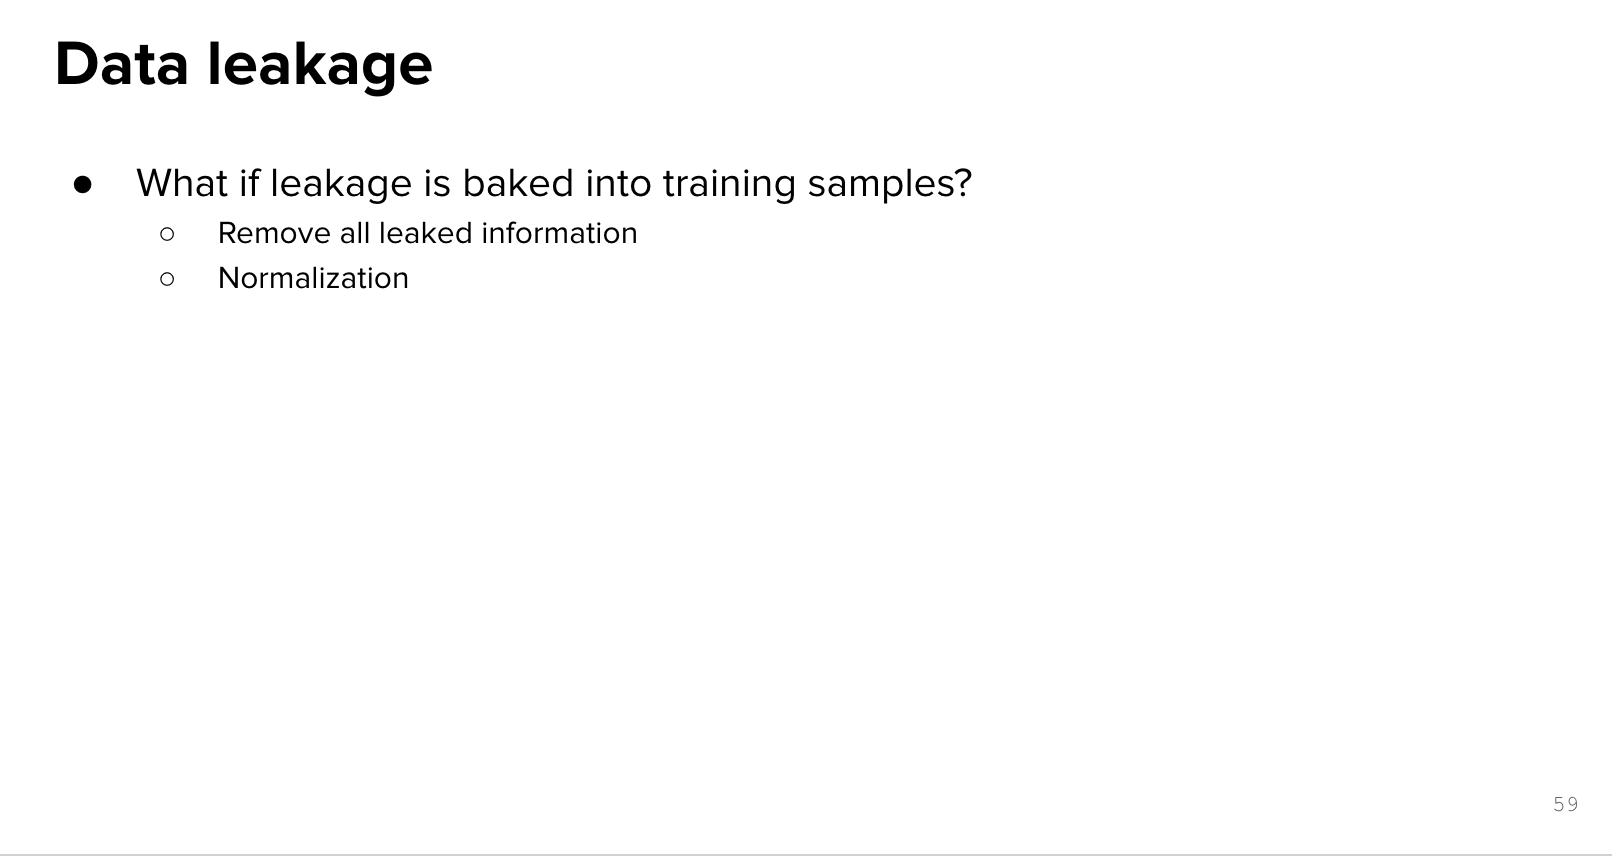 Data leakage
● What if leakage is baked into training samples?
○ Remove all leaked information
○ Normalization
59